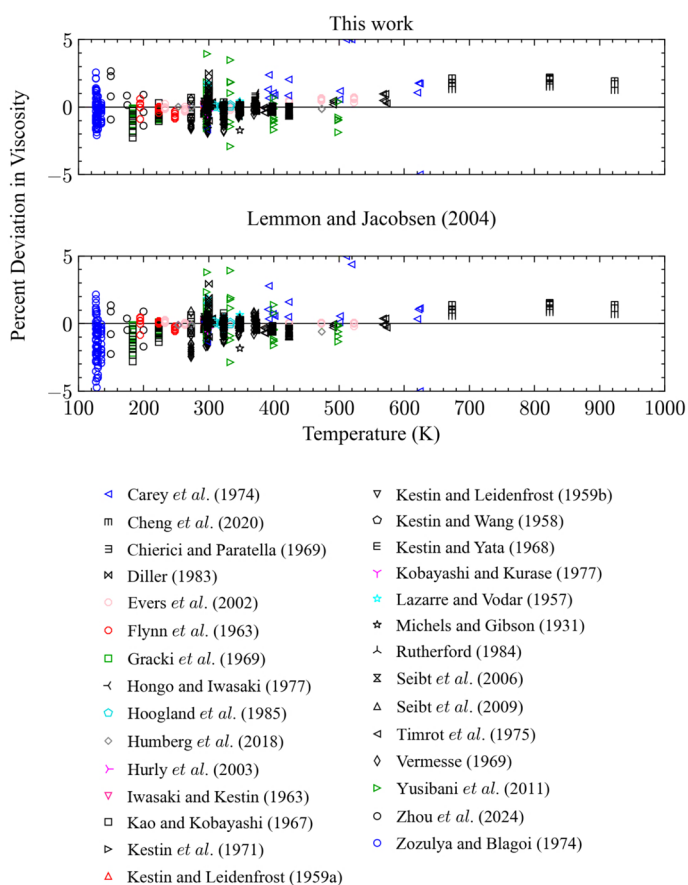 This work
5
0
−5
Percent Deviation in Viscosity
Lemmon and Jacobsen (2004)
5
0
−5
100 200 300 400 500 600 700 800 900 1000
Temperature (K)
Carey et al. (1974)
Cheng et al. (2020)
Chierici and Paratella (1969)
Diller (1983)
Evers et al. (2002)
Flynn et al. (1963)
Gracki et al. (1969)
Hongo and Iwasaki (1977)
Hoogland et al. (1985)
Humberg et al. (2018)
Hurly et al. (2003)
Iwasaki and Kestin (1963)
Kao and Kobayashi (1967)
Kestin et al. (1971)
Kestin and Leidenfrost (1959a)
Kestin and Leidenfrost (1959b)
Kestin and Wang (1958)
Kestin and Yata (1968)
Kobayashi and Kurase (1977)
Lazarre and Vodar (1957)
Michels and Gibson (1931)
Rutherford (1984)
Seibt et al. (2006)
Seibt et al. (2009)
Timrot et al. (1975)
Vermesse (1969)
Yusibani et al. (2011)
Zhou et al. (2024)
Zozulya and Blagoi (1974)